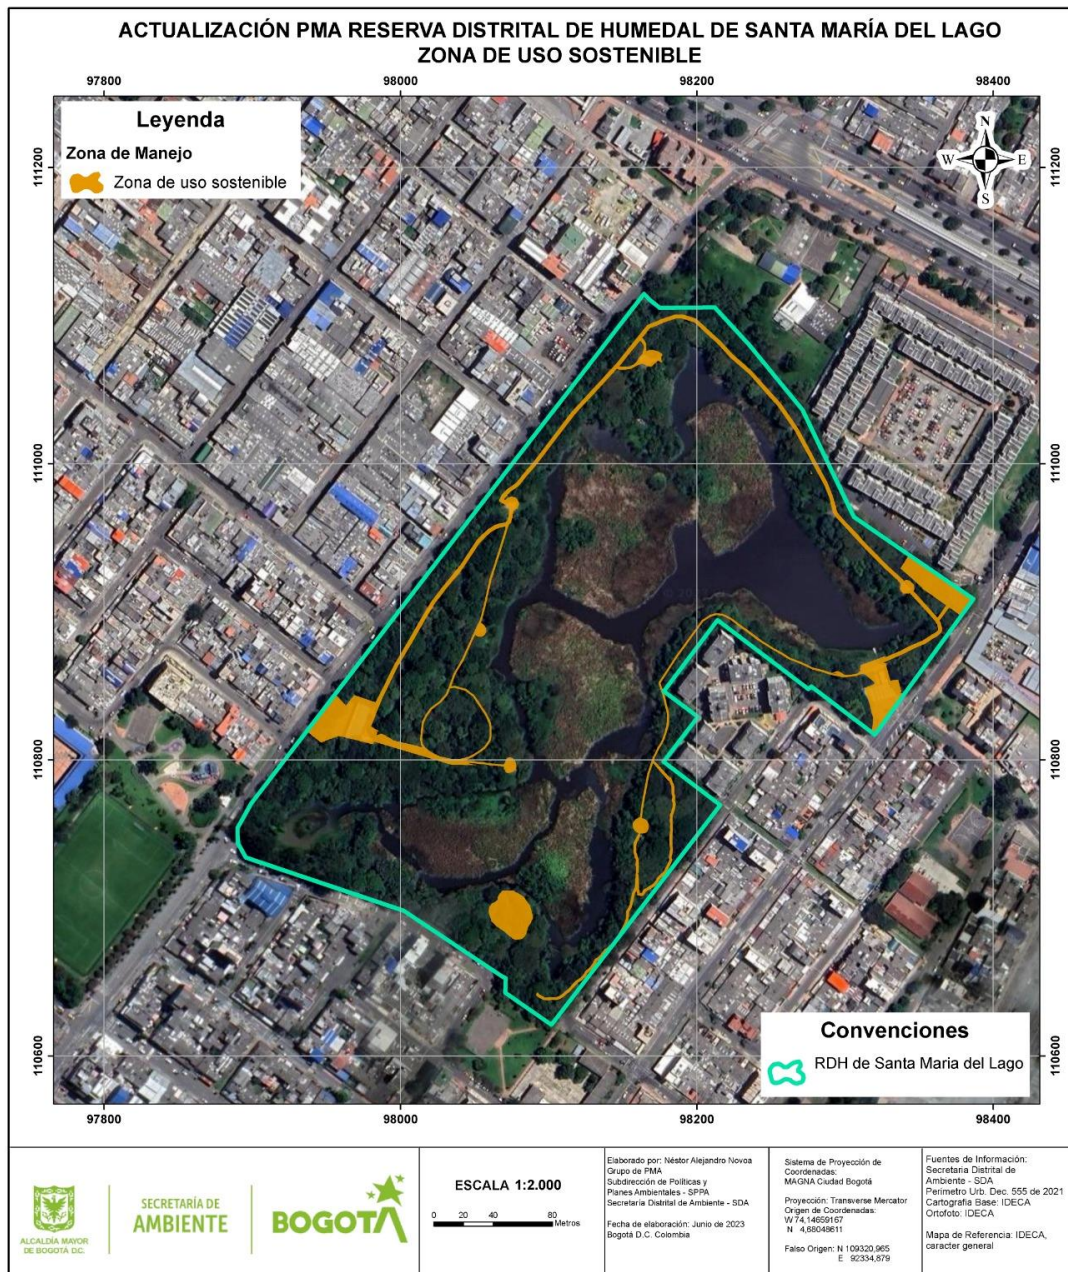 ACTUALIZACIÓN PMA RESERVA DISTRITAL DE HUMEDAL DE SANTA MARÍA DEL LAGO
ZONA DE USO SOSTENIBLE
97800 98000 98200 98400
Leyenda
Zona de Manejo
Zona de uso sostenible
N
W E
S
111200 111200
111000 111000
110800 110800
110600 110600
Convenciones
RDH de Santa Maria del Lago
97800 98000 98200 98400
ALCALDÍA MAYOR
DE BOGOTÁ D.C.
SECRETARÍA DE
AMBIENTE
BOGOTÁ
ESCALA 1:2.000
0 20 40 80
Metros
Elaborado por: Néstor Alejandro Novoa
Grupo de PMA
Subdirección de Políticas y
Planes Ambientales - SPPA
Secretaría Distrital de Ambiente - SDA
Fecha de elaboración: Junio de 2023
Bogotá D.C. Colombia
Sistema de Proyección de
Coordenadas:
MAGNA Ciudad Bogotá
Proyección: Transverse Mercator
Origen de Coordenadas:
W 74,14659167
N 4,68048611
Falso Origen: N 109320,965
E 92334,879
Fuentes de Información:
Secretaria Distrital de
Ambiente - SDA
Perimetro Urb. Dec. 555 de 2021
Cartografía Base: IDECA
Ortofoto: IDECA
Mapa de Referencia: IDECA,
caracter general